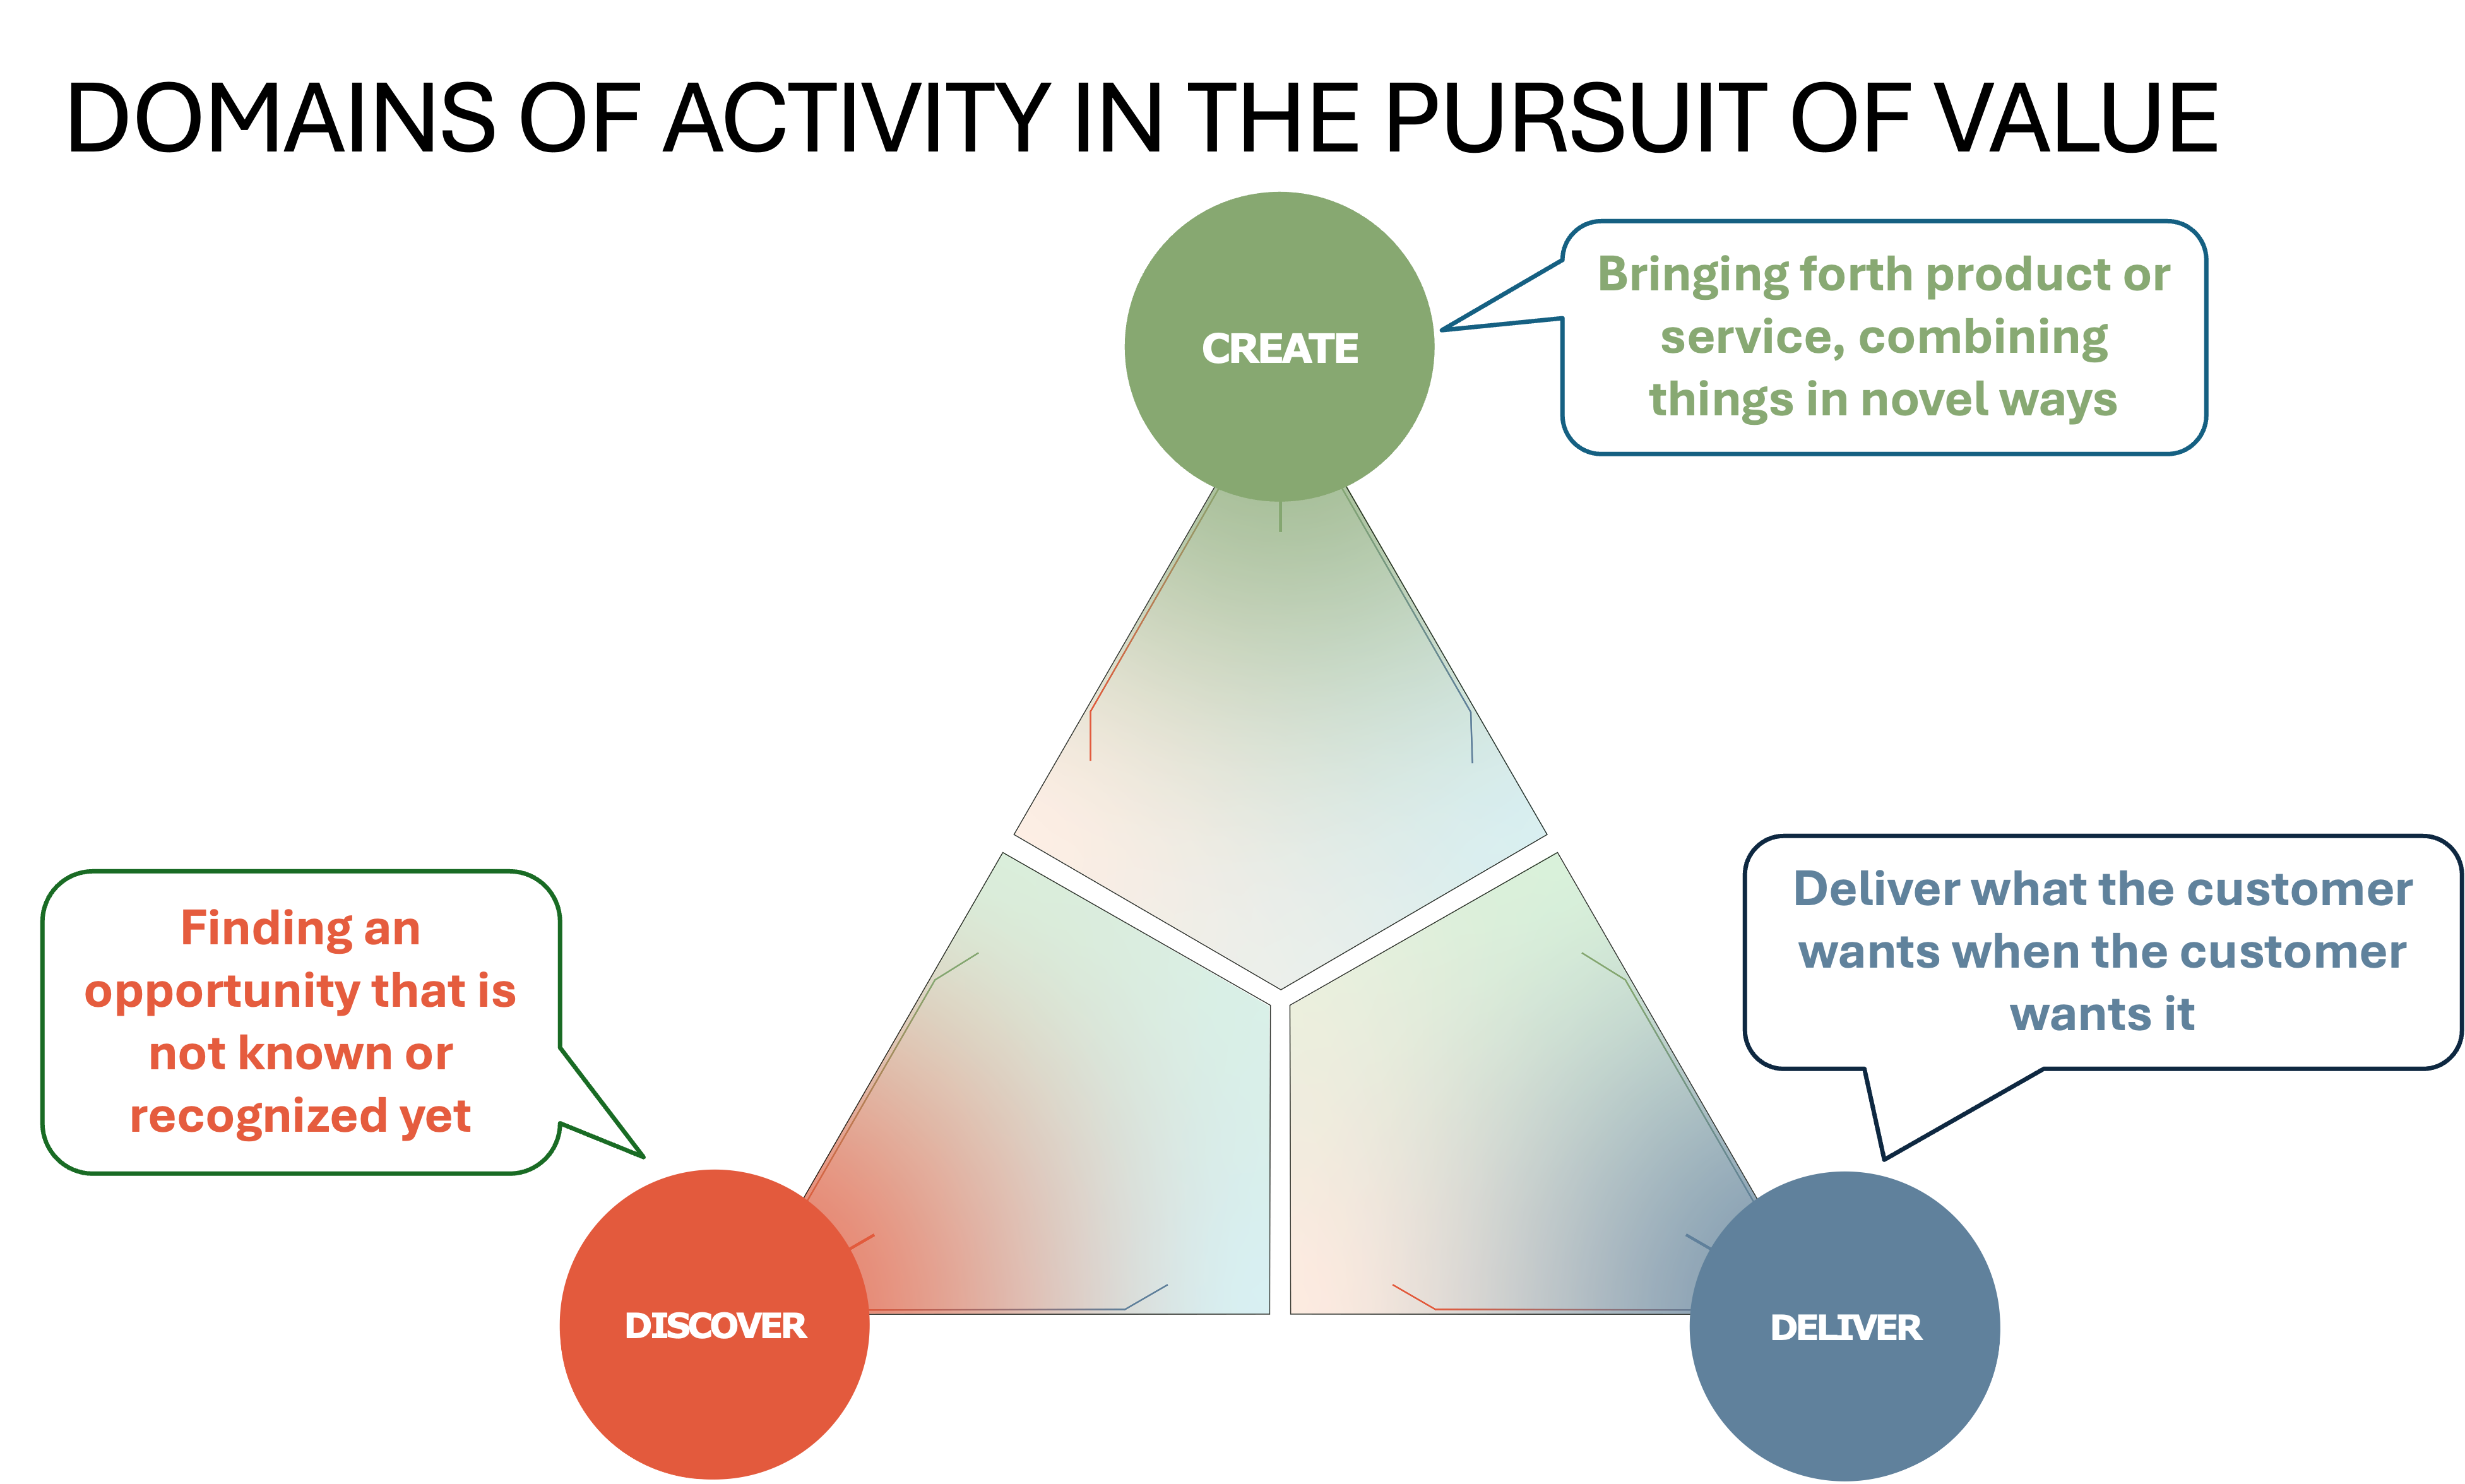 DOMAINS OF ACTIVITY IN THE PURSUIT OF VALUE
CREATE
Bringing forth product or
service, combining
things in novel ways
Finding an
opportunity that is
not known or
recognized yet
Deliver what the customer
wants when the customer
wants it
DISCOVER
DELIVER